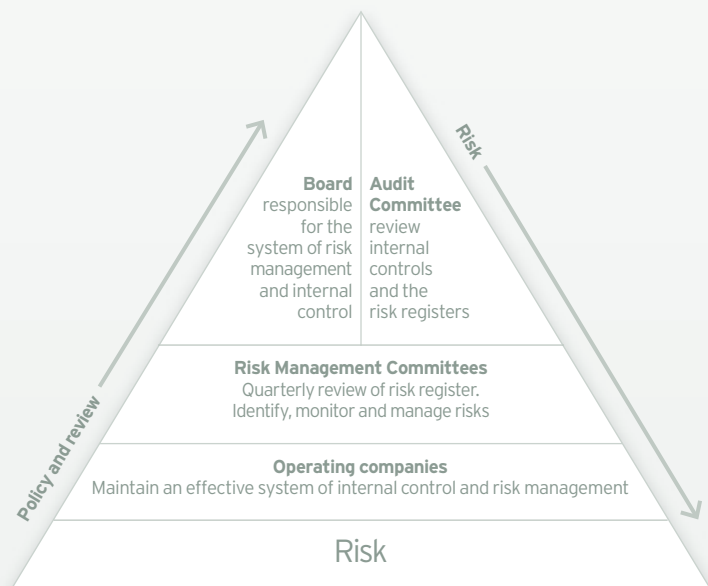 Risk
Board
responsible
for the
system of risk
management
and internal
control
Audit
Committee
review
internal
controls
and the
risk registers
Policy and review
Risk Management Committees
Quarterly review of risk register.
Identify, monitor and manage risks
Operating companies
Maintain an effective system of internal control and risk management
Risk